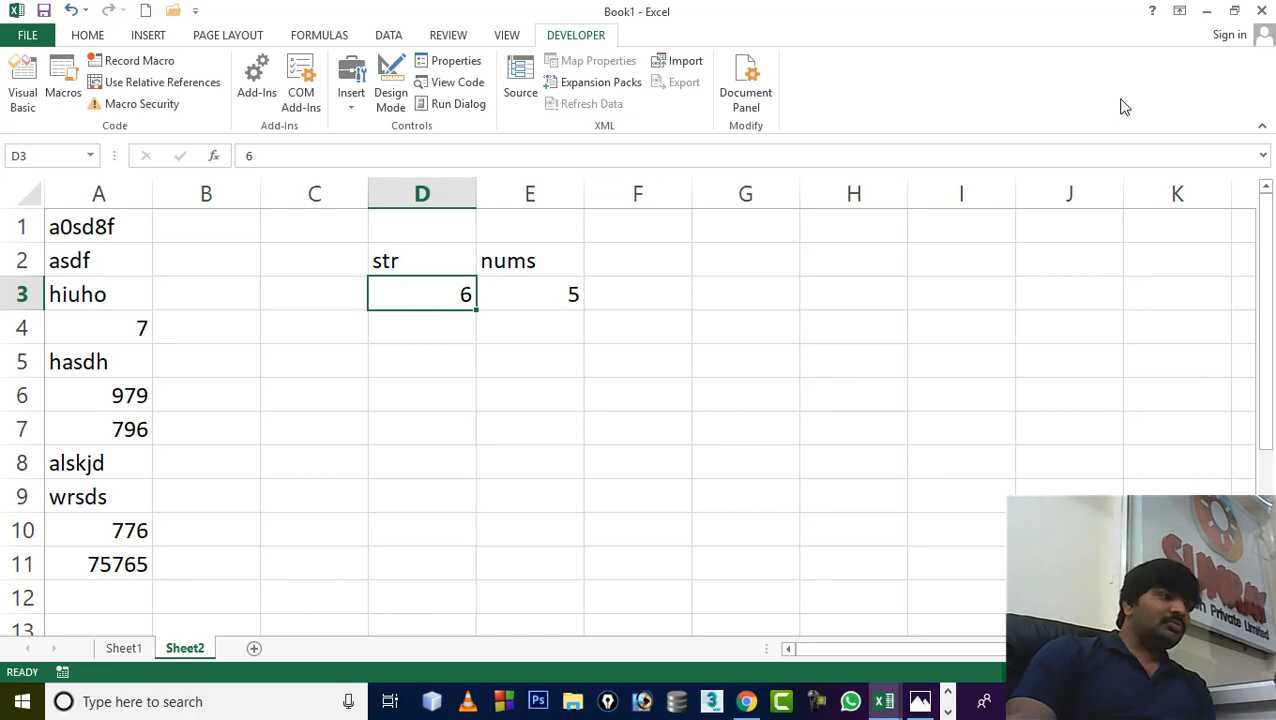 Book1 - Excel
FILE HOME INSERT PAGE LAYOUT FORMULAS DATA REVIEW VIEW DEVELOPER Sign in
Visual Basic
Macros
Record Macro
Use Relative References
Macro Security
Code
Add-Ins
COM Add-Ins
Add-Ins
Insert
Design Mode
Properties
View Code
Run Dialog
Controls
Source
Map Properties
Expansion Packs
Refresh Data
Import
Export
XML
Document Panel
Modify
D3 fx 6
A B C D E F G H I J K
1 a0sd8f
2 asdf str nums
3 hiuho 6 5
4 7
5 hasdh
6 979
7 796
8 alskjd
9 wrsds
10 776
11 75765
12
13
Sheet1 Sheet2
READY
Type here to search
Private Limited